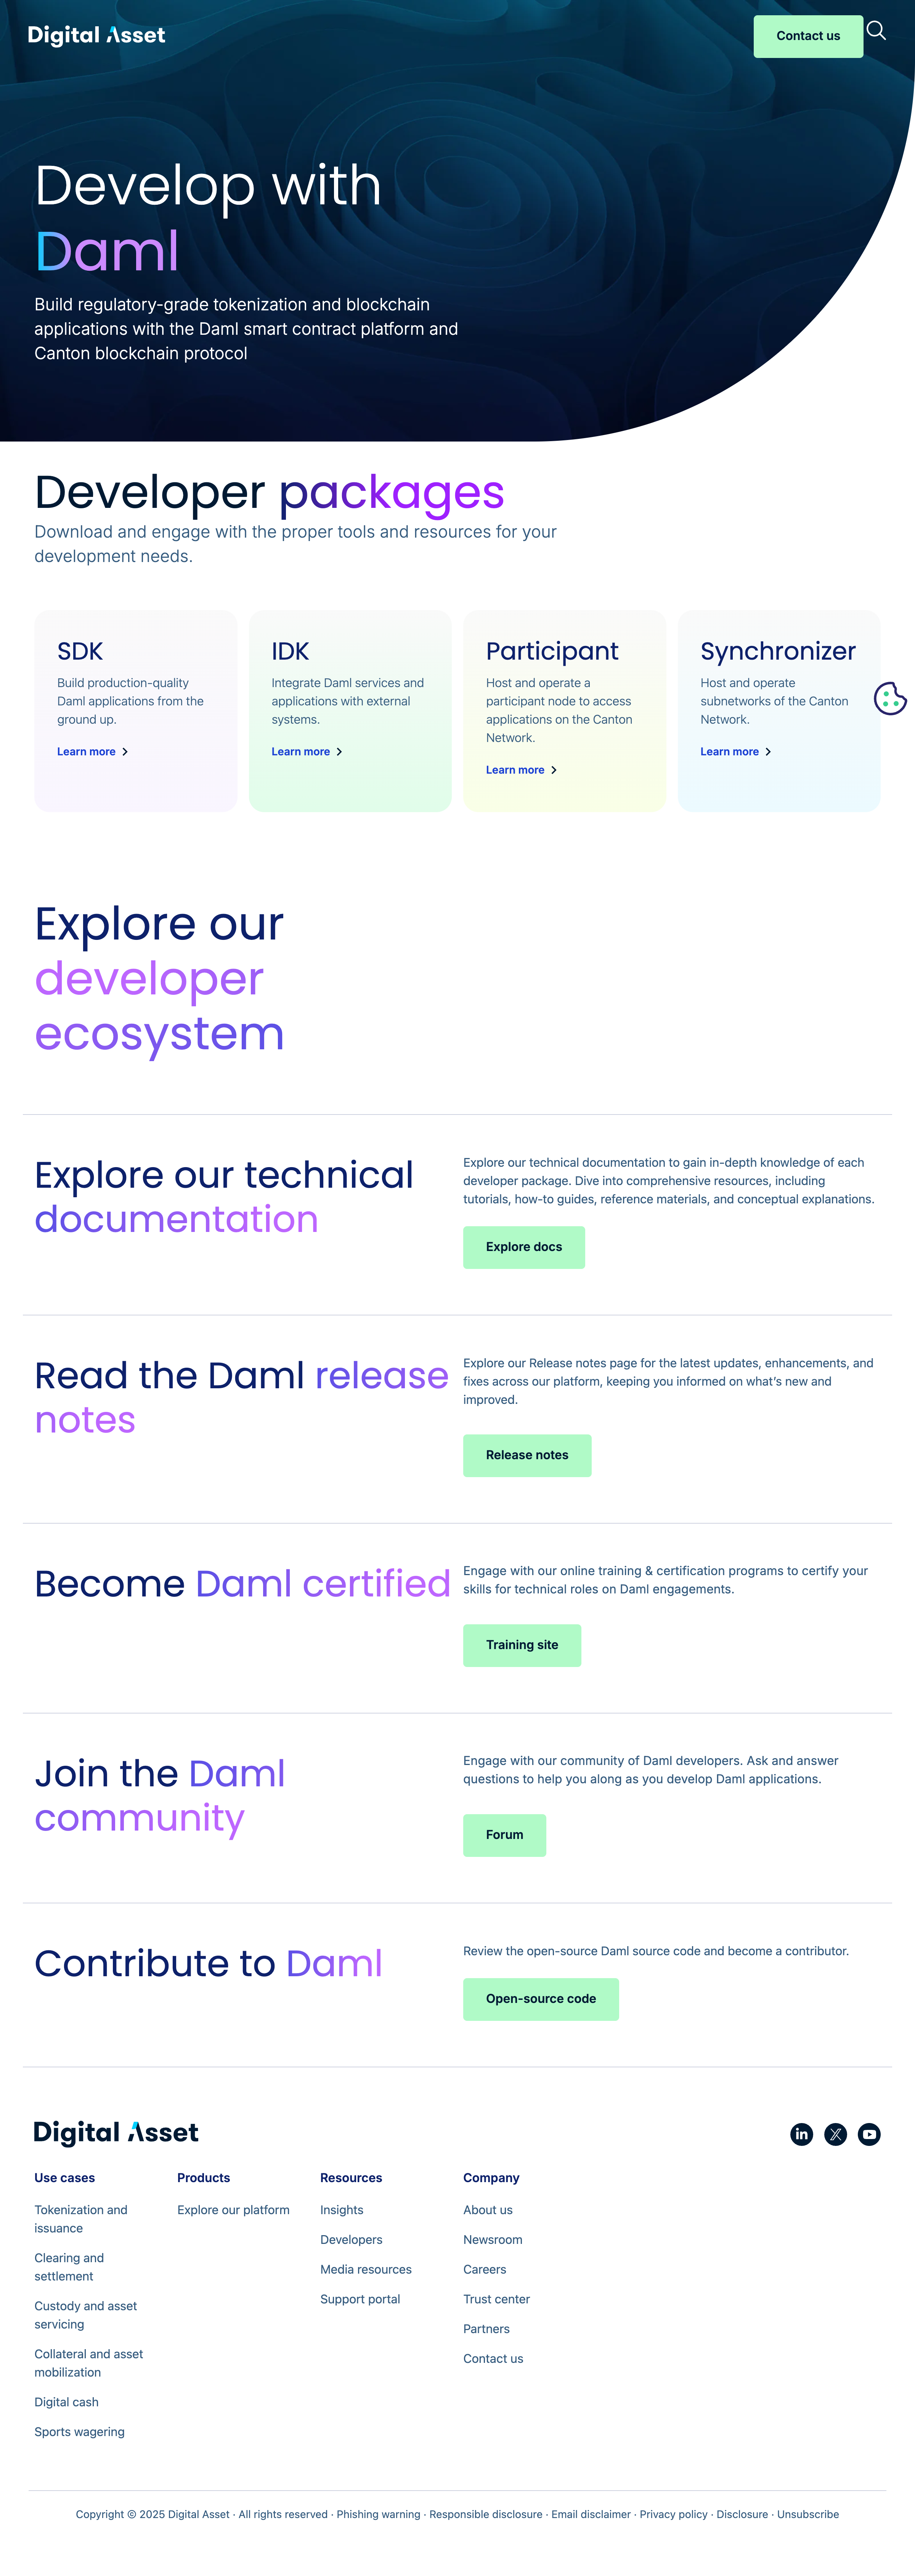 Digital Asset
Contact us
Develop with
Daml
Build regulatory-grade tokenization and blockchain
applications with the Daml smart contract platform and
Canton blockchain protocol
Developer packages
Download and engage with the proper tools and resources for your
development needs.
SDK
Build production-quality
Daml applications from the
ground up.
Learn more
IDK
Integrate Daml services and
applications with external
systems.
Learn more
Participant
Host and operate a
participant node to access
applications on the Canton
Network.
Learn more
Synchronizer
Host and operate
subnetworks of the Canton
Network.
Learn more
Explore our
developer
ecosystem
Explore our technical
documentation
Explore our technical documentation to gain in-depth knowledge of each
developer package. Dive into comprehensive resources, including
tutorials, how-to guides, reference materials, and conceptual explanations.
Explore docs
Read the Daml release
notes
Explore our Release notes page for the latest updates, enhancements, and
fixes across our platform, keeping you informed on what's new and
improved.
Release notes
Become Daml certified
Engage with our online training & certification programs to certify your
skills for technical roles on Daml engagements.
Training site
Join the Daml
community
Engage with our community of Daml developers. Ask and answer
questions to help you along as you develop Daml applications.
Forum
Contribute to Daml
Review the open-source Daml source code and become a contributor.
Open-source code
Digital Asset
in
X
Use cases
Tokenization and
issuance
Clearing and
settlement
Custody and asset
servicing
Collateral and asset
mobilization
Digital cash
Sports wagering
Products
Explore our platform
Resources
Insights
Developers
Media resources
Support portal
Company
About us
Newsroom
Careers
Trust center
Partners
Contact us
Copyright © 2025 Digital Asset · All rights reserved · Phishing warning · Responsible disclosure · Email disclaimer · Privacy policy · Disclosure · Unsubscribe